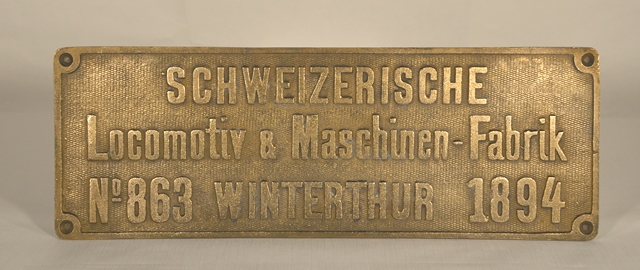 SCHWEIZERISCHE
Locomotiv & Maschinen-Fabrik
Nº 863 WINTERTHUR 1894